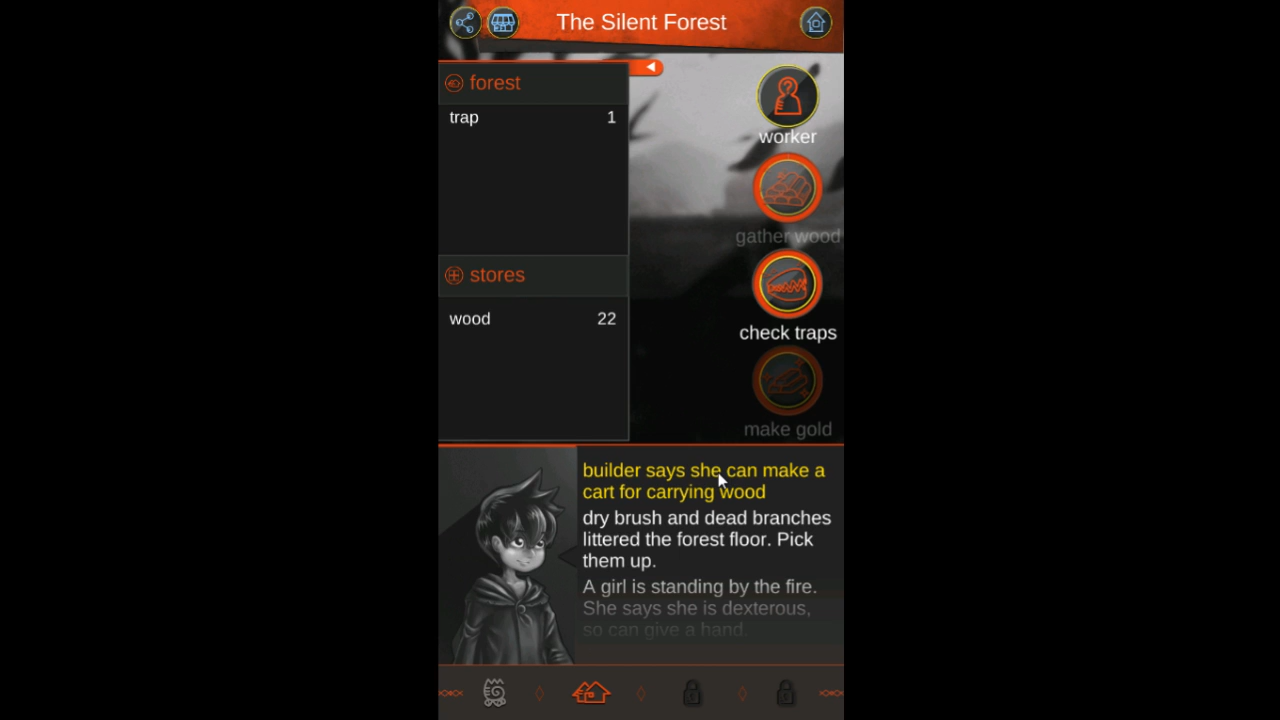 The Silent Forest
forest
trap 1
worker
gather wood
check traps
stores
wood 22
make gold
builder says she can make a
cart for carrying wood
dry brush and dead branches
littered the forest floor. Pick
them up.
A girl is standing by the fire.
She says she is dexterous,
so can give a hand.